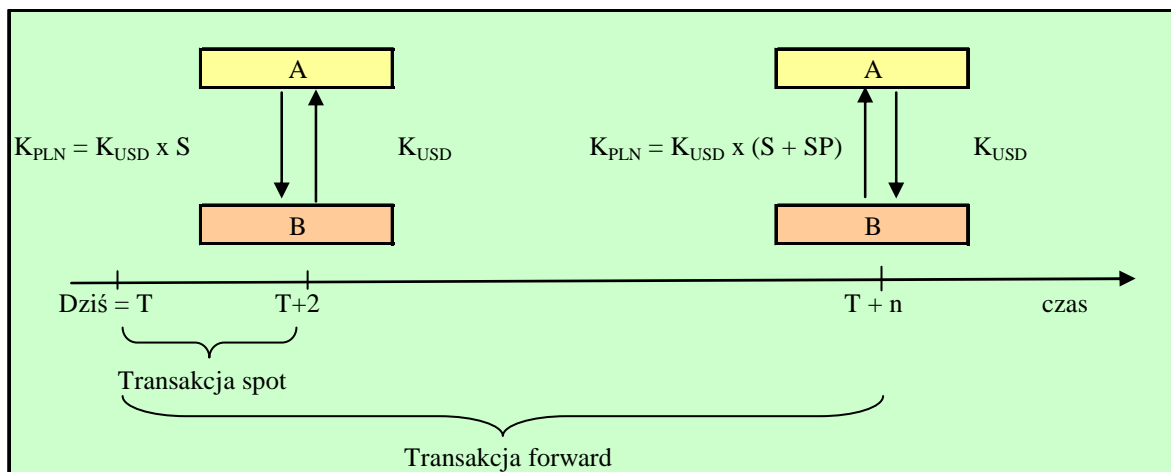 A A
K_PLN = K_USD x S K_USD K_PLN = K_USD x (S + SP) K_USD
B B
Dziś = T T+2 T + n czas
Transakcja spot
Transakcja forward